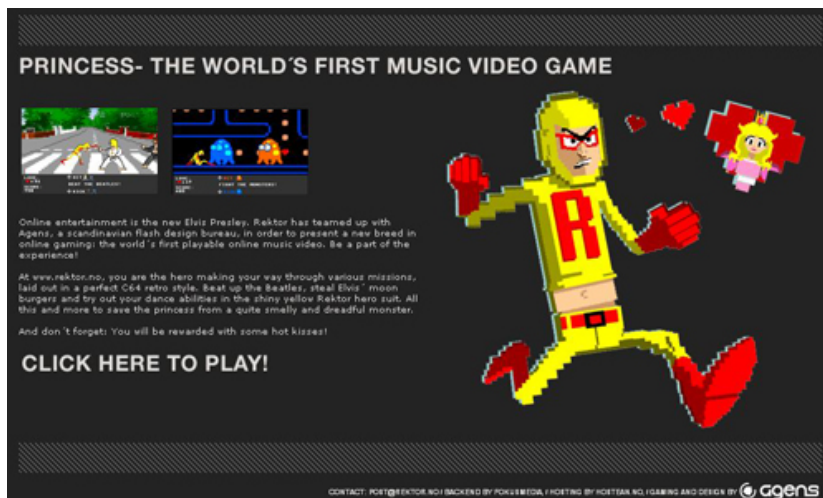 PRINCESS- THE WORLD´S FIRST MUSIC VIDEO GAME
BEAT THE BEATLES!
FIGHT THE MONSTERS!
R
Online entertainment is the new Elvis Presley. Rektor has teamed up with
Agens, a scandinavian flash design bureau, in order to present a new breed in
online gaming: the world´s first playable online music video. Be a part of the
experience!
At www.rektor.no, you are the hero making your way through various missions,
laid out in a perfect C64 retro style. Beat up the Beatles, steal Elvis´ moon
burgers and try out your dance abilities in the shiny yellow Rektor hero suit. All
this and more to save the princess from a quite smelly and dreadful monster.
And don´t forget: You will be rewarded with some hot kisses!
CLICK HERE TO PLAY!
CONTACT: POST@REKTOR.NO / BACKEND BY FOKUSMEDIA, / HOSTING BY HOSTEAN.NO, / GAMING AND DESIGN BY agens